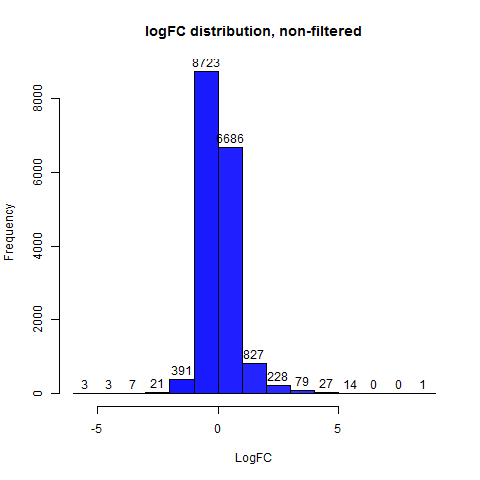 logFC distribution, non-filtered
8723
6686
827
391
228
79
27
21
14
3 3 7 0 0 1
Frequency
8000
6000
4000
2000
0
-5 0 5
LogFC